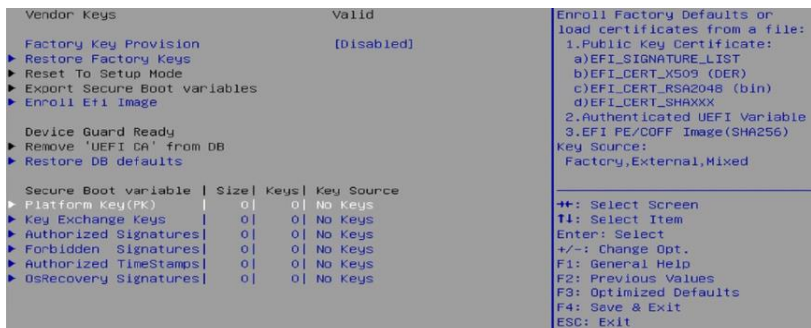 Vendor Keys Valid
Factory Key Provision [Disabled]
▶ Restore Factory Keys
▶ Reset To Setup Mode
▶ Export Secure Boot variables
▶ Enroll Efi Image
Device Guard Ready
▶ Remove 'UEFI CA' from DB
▶ Restore DB defaults
Secure Boot variable | Size| Keys| Key Source
▶ Platform Key(PK) | 0| 0| No Keys
▶ Key Exchange Keys | 0| 0| No Keys
▶ Authorized Signatures| 0| 0| No Keys
▶ Forbidden Signatures| 0| 0| No Keys
▶ Authorized TimeStamps| 0| 0| No Keys
▶ OsRecovery Signatures| 0| 0| No Keys
Enroll Factory Defaults or
load certificates from a file:
1.Public Key Certificate:
a)EFI_SIGNATURE_LIST
b)EFI_CERT_X509 (DER)
c)EFI_CERT_RSA2048 (bin)
d)EFI_CERT_SHAXXX
2.Authenticated UEFI Variable
3.EFI PE/COFF Image(SHA256)
Key Source:
Factory,External,Mixed
→←: Select Screen
↑↓: Select Item
Enter: Select
+/-: Change Opt.
F1: General Help
F2: Previous Values
F3: Optimized Defaults
F4: Save & Exit
ESC: Exit